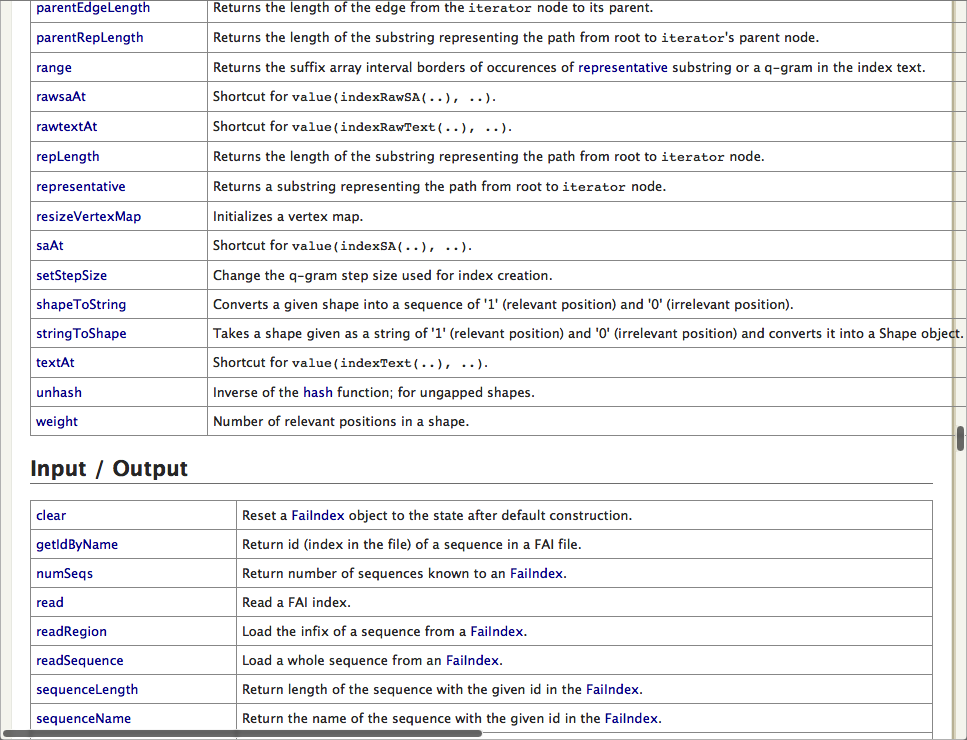 parentEdgeLength Returns the length of the edge from the iterator node to its parent.
parentRepLength Returns the length of the substring representing the path from root to iterator's parent node.
range Returns the suffix array interval borders of occurences of representative substring or a q-gram in the index text.
rawsaAt Shortcut for value(indexRawSA(..), ..).
rawtextAt Shortcut for value(indexRawText(..), ..).
repLength Returns the length of the substring representing the path from root to iterator node.
representative Returns a substring representing the path from root to iterator node.
resizeVertexMap Initializes a vertex map.
saAt Shortcut for value(indexSA(..), ..).
setStepSize Change the q-gram step size used for index creation.
shapeToString Converts a given shape into a sequence of '1' (relevant position) and '0' (irrelevant position).
stringToShape Takes a shape given as a string of '1' (relevant position) and '0' (irrelevant position) and converts it into a Shape object.
textAt Shortcut for value(indexText(..), ..).
unhash Inverse of the hash function; for ungapped shapes.
weight Number of relevant positions in a shape.
Input / Output
clear Reset a FaiIndex object to the state after default construction.
getIdByName Return id (index in the file) of a sequence in a FAI file.
numSeqs Return number of sequences known to an FaiIndex.
read Read a FAI index.
readRegion Load the infix of a sequence from a FaiIndex.
readSequence Load a whole sequence from an FaiIndex.
sequenceLength Return length of the sequence with the given id in the FaiIndex.
sequenceName Return the name of the sequence with the given id in the FaiIndex.